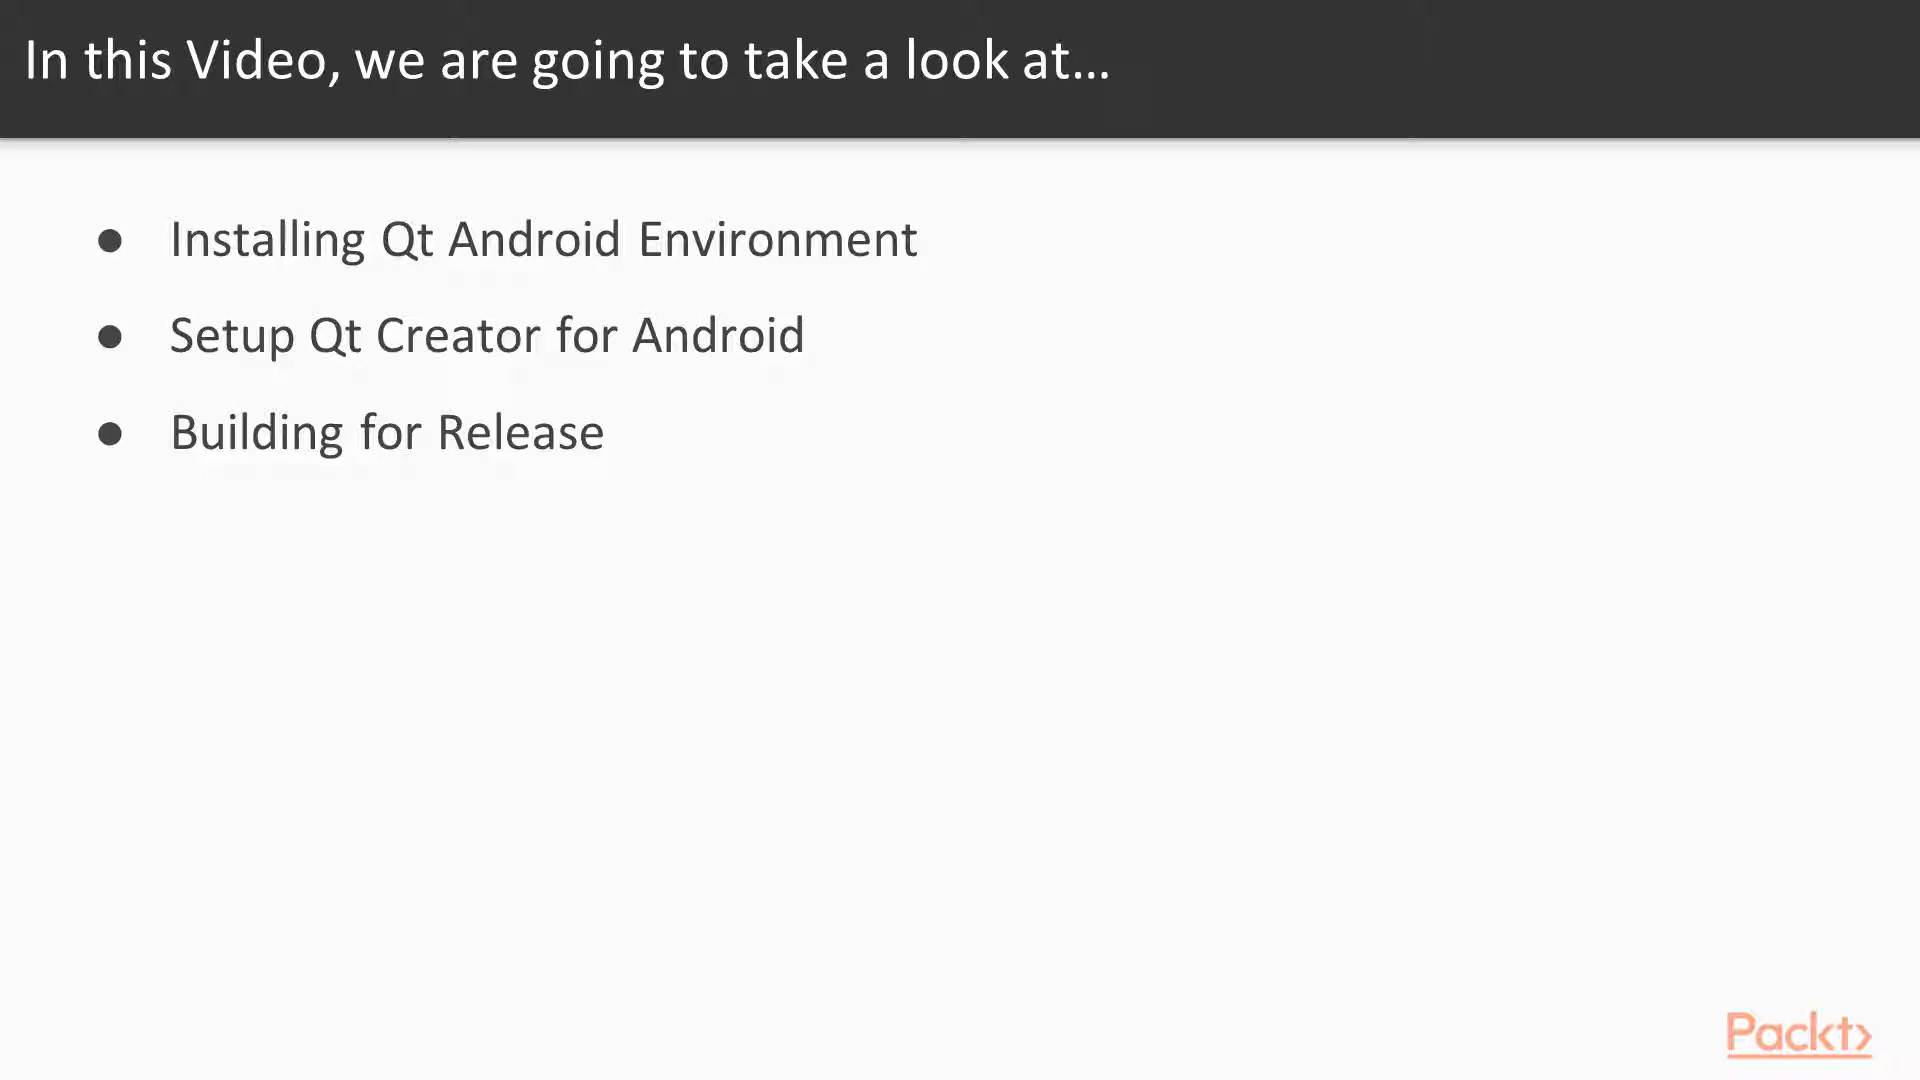 In this Video, we are going to take a look at...
● Installing Qt Android Environment
● Setup Qt Creator for Android
● Building for Release
Packt>